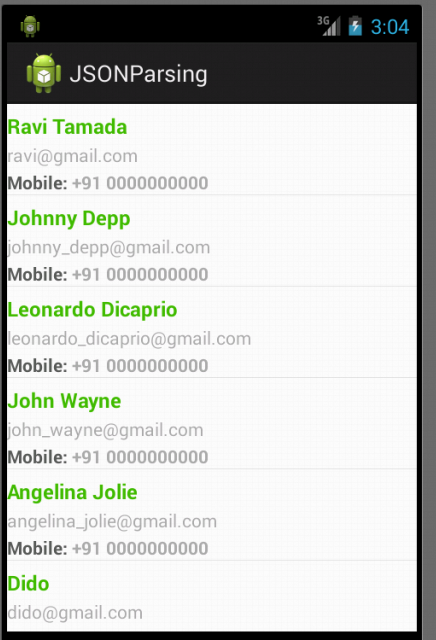 3G 3:04
JSONParsing
Ravi Tamada
ravi@gmail.com
Mobile: +91 0000000000
Johnny Depp
johnny_depp@gmail.com
Mobile: +91 0000000000
Leonardo Dicaprio
leonardo_dicaprio@gmail.com
Mobile: +91 0000000000
John Wayne
john_wayne@gmail.com
Mobile: +91 0000000000
Angelina Jolie
angelina_jolie@gmail.com
Mobile: +91 0000000000
Dido
dido@gmail.com